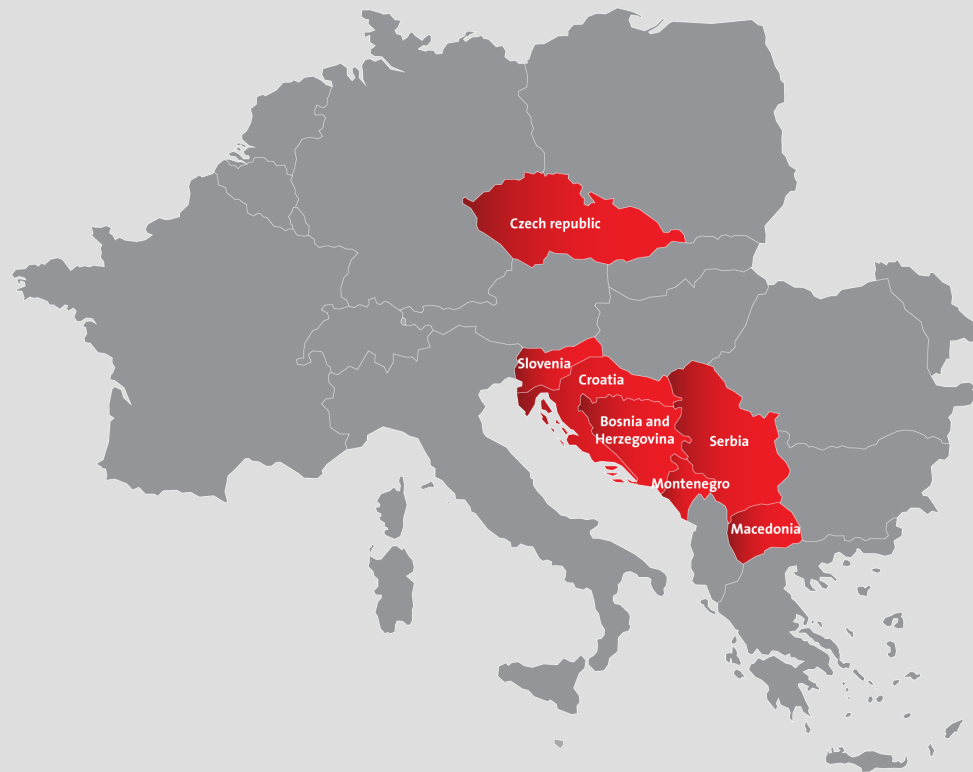 Czech republic
Slovenia
Croatia
Bosnia and
Herzegovina
Serbia
Montenegro
Macedonia